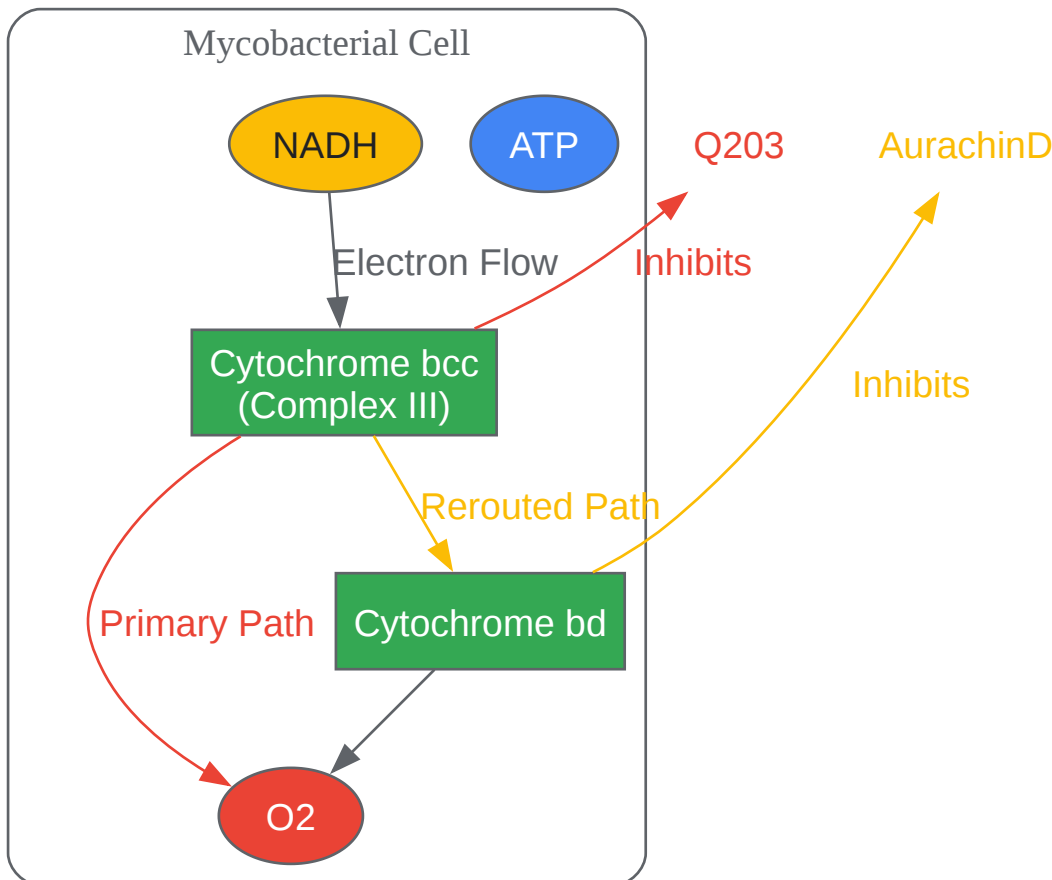 Mycobacterial Cell
NADH
ATP
Q203
AurachinD
Electron Flow
Inhibits
Cytochrome bcc
(Complex III)
Inhibits
Rerouted Path
Primary Path
Cytochrome bd
O2